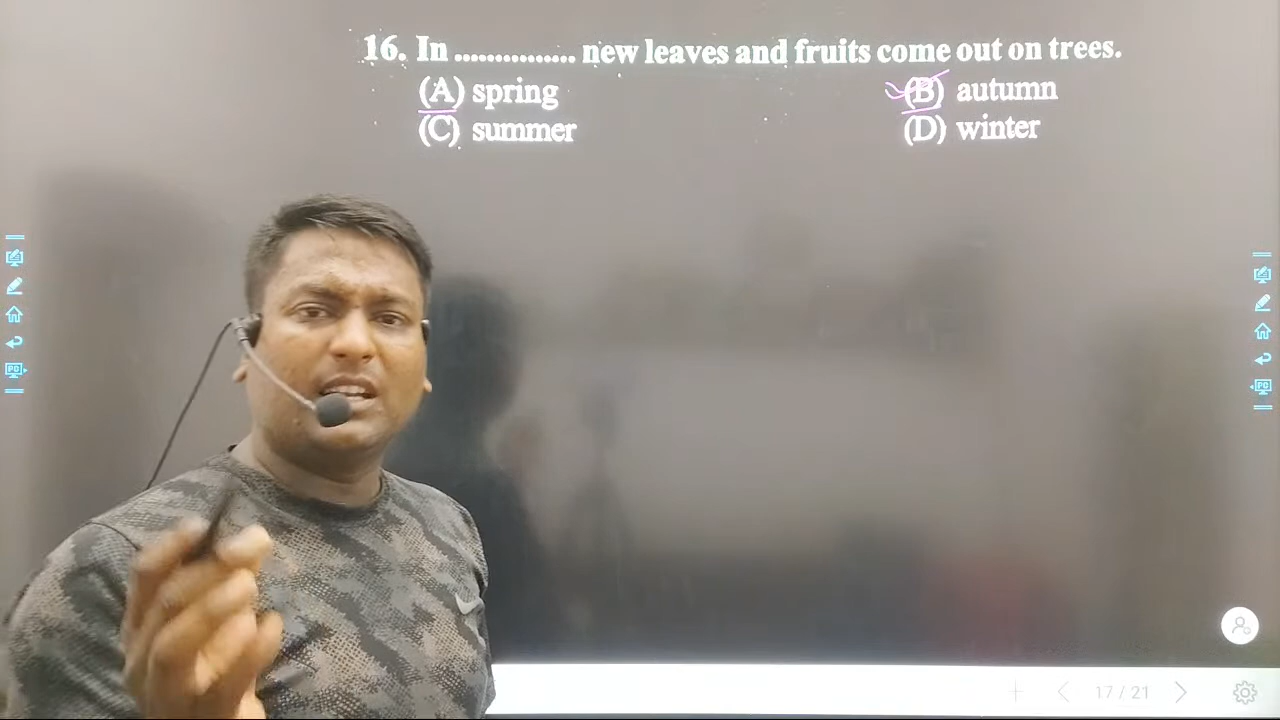 16. In ............... new leaves and fruits come out on trees.
(A) spring (B) autumn
(C) summer (D) winter
17 / 21